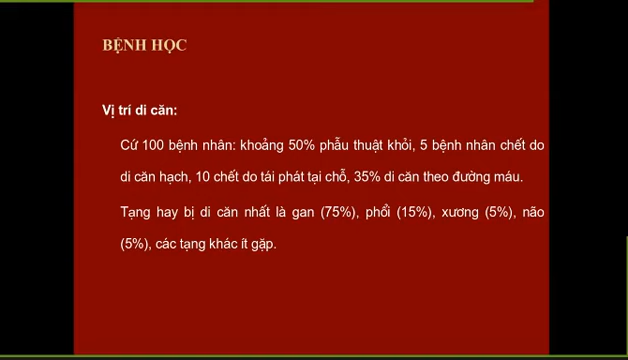 BỆNH HỌC
Vị trí di căn:
Cứ 100 bệnh nhân: khoảng 50% phẫu thuật khỏi, 5 bệnh nhân chết do
di căn hạch, 10 chết do tái phát tại chỗ, 35% di căn theo đường máu.
Tạng hay bị di căn nhất là gan (75%), phổi (15%), xương (5%), não
(5%), các tạng khác ít gặp.